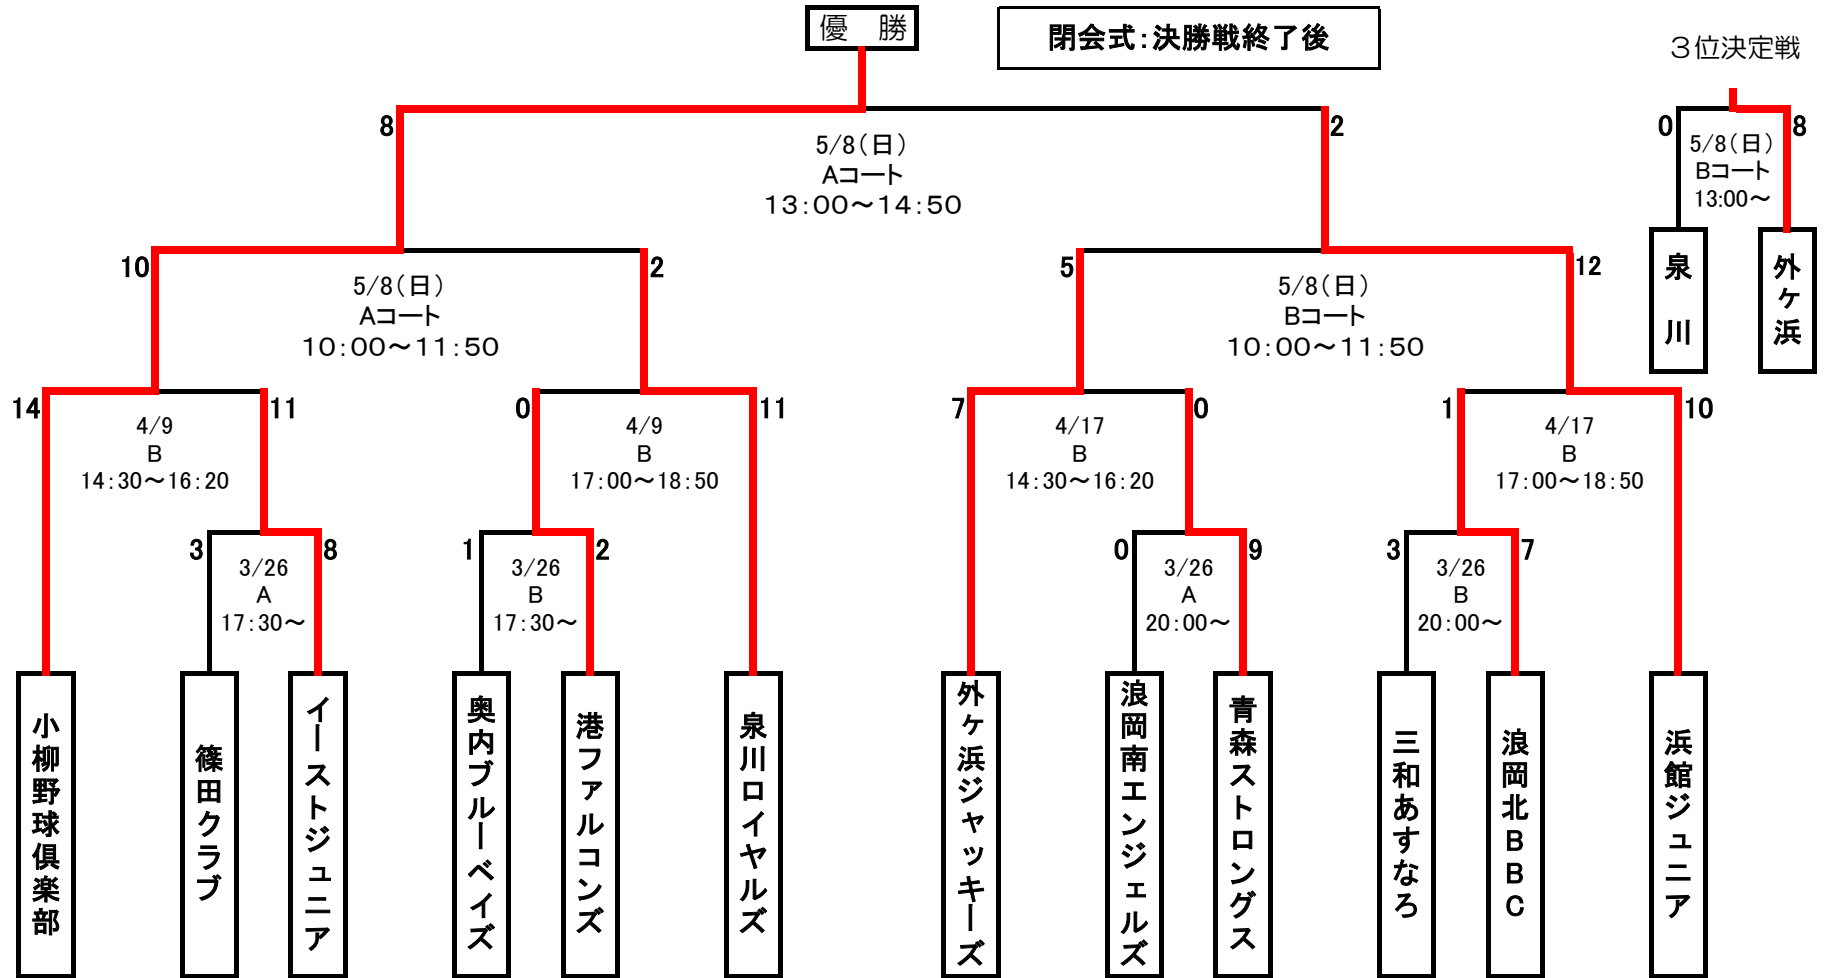 優　勝
閉会式：決勝戦終了後
３位決定戦
8
2
5/8（日）
Aコート
13：00～14：50
0
8
5/8（日）
Bコート
13:00～
泉川
外ヶ浜
10
2
5/8（日）
Aコート
10：00～11：50
5
12
5/8（日）
Bコート
10：00～11：50
14
11
4/9
B
14：30～16：20
0
11
4/9
B
17：00～18：50
7
0
4/17
B
14：30～16：20
1
10
4/17
B
17：00～18：50
3
8
3/26
A
17：30～
1
2
3/26
B
17：30～
0
9
3/26
A
20：00～
3
7
3/26
B
20：00～
小柳野球倶楽部
篠田クラブ
イーストジュニア
奥内ブルーベイズ
港ファルコンズ
泉川ロイヤルズ
外ヶ浜ジャッキーズ
浪岡南エンジェルズ
青森ストロングス
三和あすなろ
浪岡北ＢＢＣ
浜館ジュニア